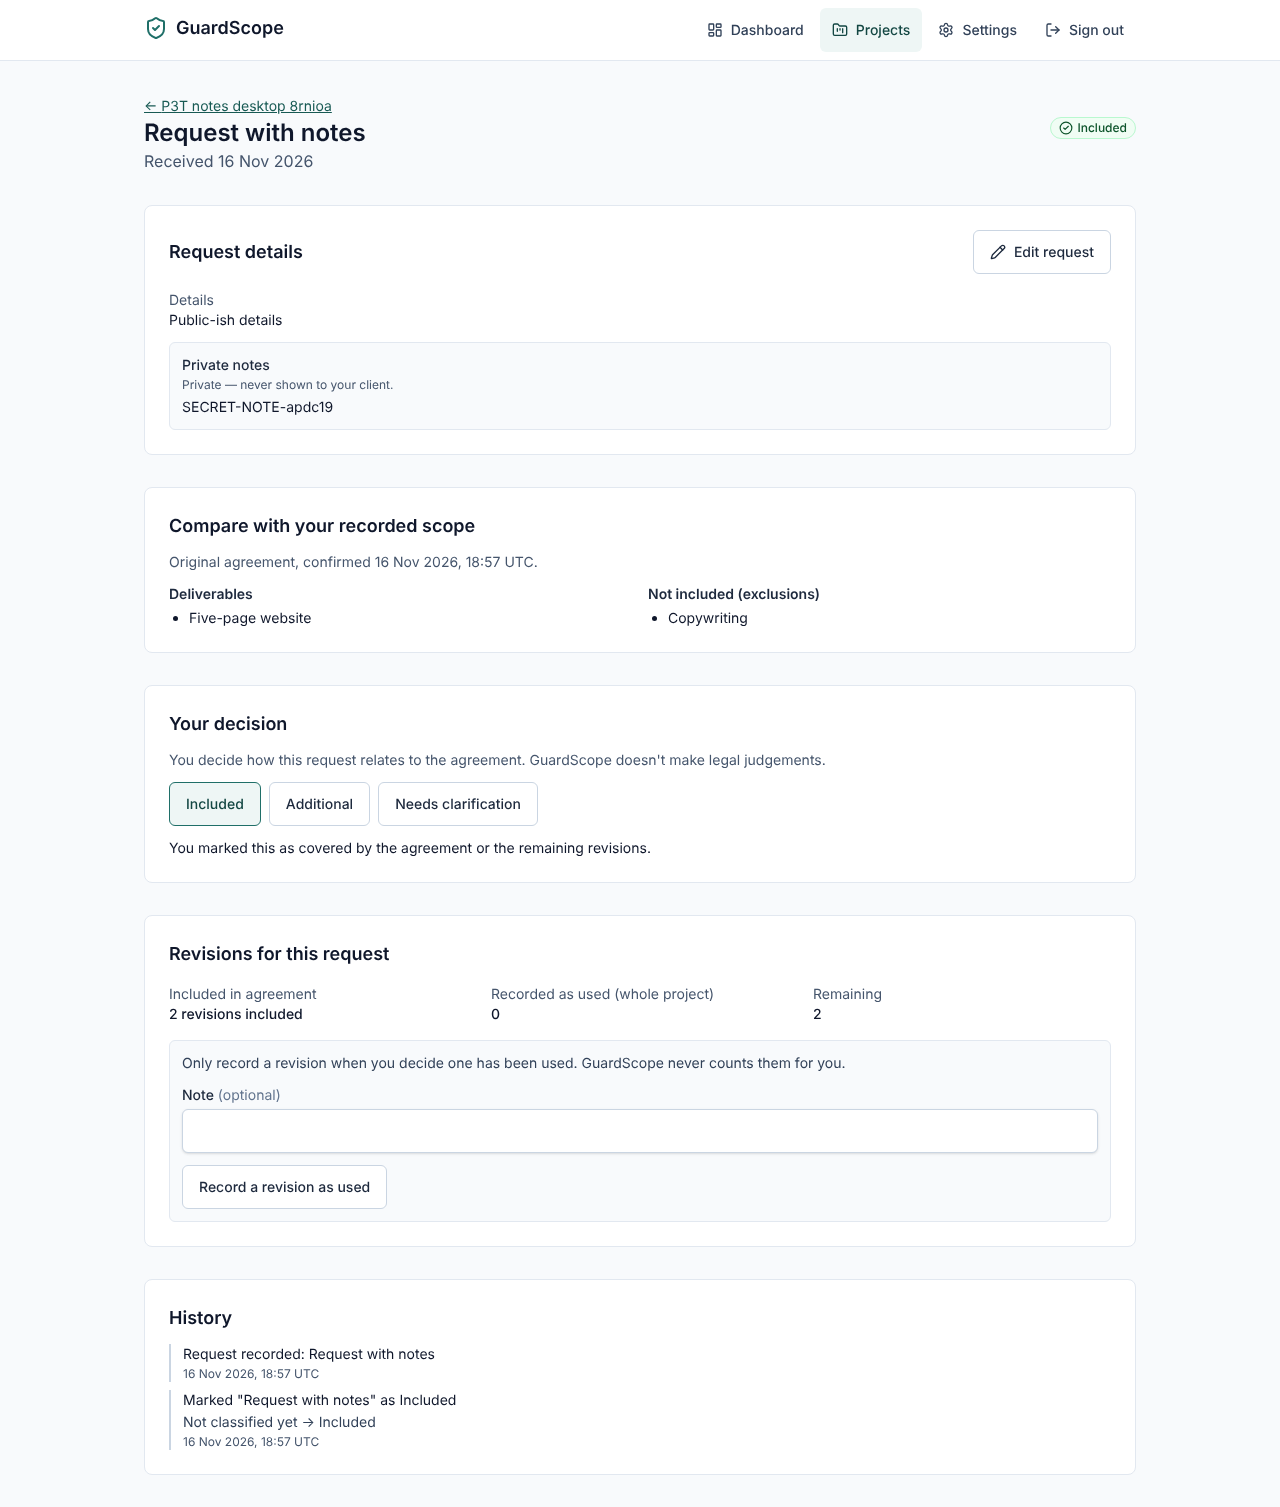 GuardScope
Dashboard
Projects
Settings
Sign out
← P3T notes desktop 8rnioa
Request with notes
Included
Received 16 Nov 2026
Request details
Edit request
Details
Public-ish details
Private notes
Private — never shown to your client.
SECRET-NOTE-apdc19
Compare with your recorded scope
Original agreement, confirmed 16 Nov 2026, 18:57 UTC.
Deliverables
• Five-page website
Not included (exclusions)
• Copywriting
Your decision
You decide how this request relates to the agreement. GuardScope doesn't make legal judgements.
Included
Additional
Needs clarification
You marked this as covered by the agreement or the remaining revisions.
Revisions for this request
Included in agreement
2 revisions included
Recorded as used (whole project)
0
Remaining
2
Only record a revision when you decide one has been used. GuardScope never counts them for you.
Note (optional)
Record a revision as used
History
Request recorded: Request with notes
16 Nov 2026, 18:57 UTC
Marked "Request with notes" as Included
Not classified yet → Included
16 Nov 2026, 18:57 UTC